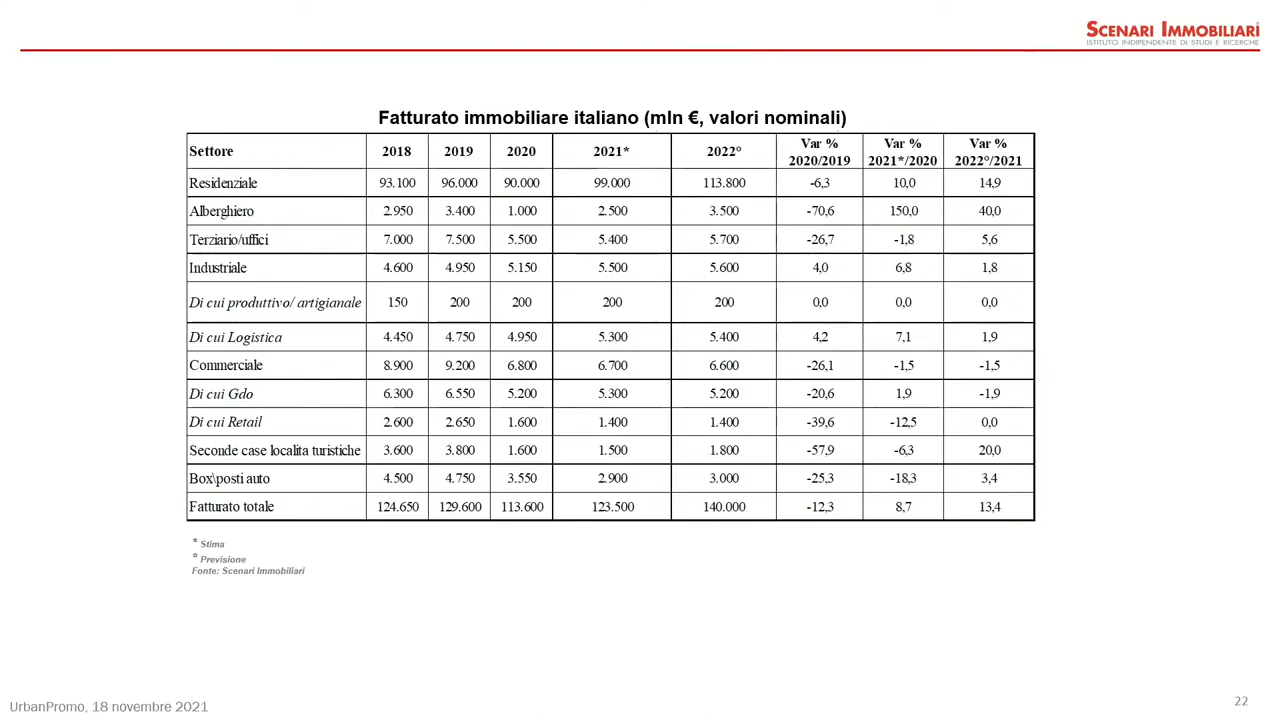 SCENARI IMMOBILIARI
ISTITUTO INDIPENDENTE DI STUDI E RICERCHE
Fatturato immobiliare italiano (mln €, valori nominali)
Settore 2018 2019 2020 2021* 2022° Var % 2020/2019 Var % 2021*/2020 Var % 2022°/2021
Residenziale 93.100 96.000 90.000 99.000 113.800 -6,3 10,0 14,9
Alberghiero 2.950 3.400 1.000 2.500 3.500 -70,6 150,0 40,0
Terziario/uffici 7.000 7.500 5.500 5.400 5.700 -26,7 -1,8 5,6
Industriale 4.600 4.950 5.150 5.500 5.600 4,0 6,8 1,8
Di cui produttivo/ artigianale 150 200 200 200 200 0,0 0,0 0,0
Di cui Logistica 4.450 4.750 4.950 5.300 5.400 4,2 7,1 1,9
Commerciale 8.900 9.200 6.800 6.700 6.600 -26,1 -1,5 -1,5
Di cui Gdo 6.300 6.550 5.200 5.300 5.200 -20,6 1,9 -1,9
Di cui Retail 2.600 2.650 1.600 1.400 1.400 -39,6 -12,5 0,0
Seconde case localita turistiche 3.600 3.800 1.600 1.500 1.800 -57,9 -6,3 20,0
Box\posti auto 4.500 4.750 3.550 2.900 3.000 -25,3 -18,3 3,4
Fatturato totale 124.650 129.600 113.600 123.500 140.000 -12,3 8,7 13,4
* Stima
° Previsione
Fonte: Scenari Immobiliari
UrbanPromo, 18 novembre 2021
22